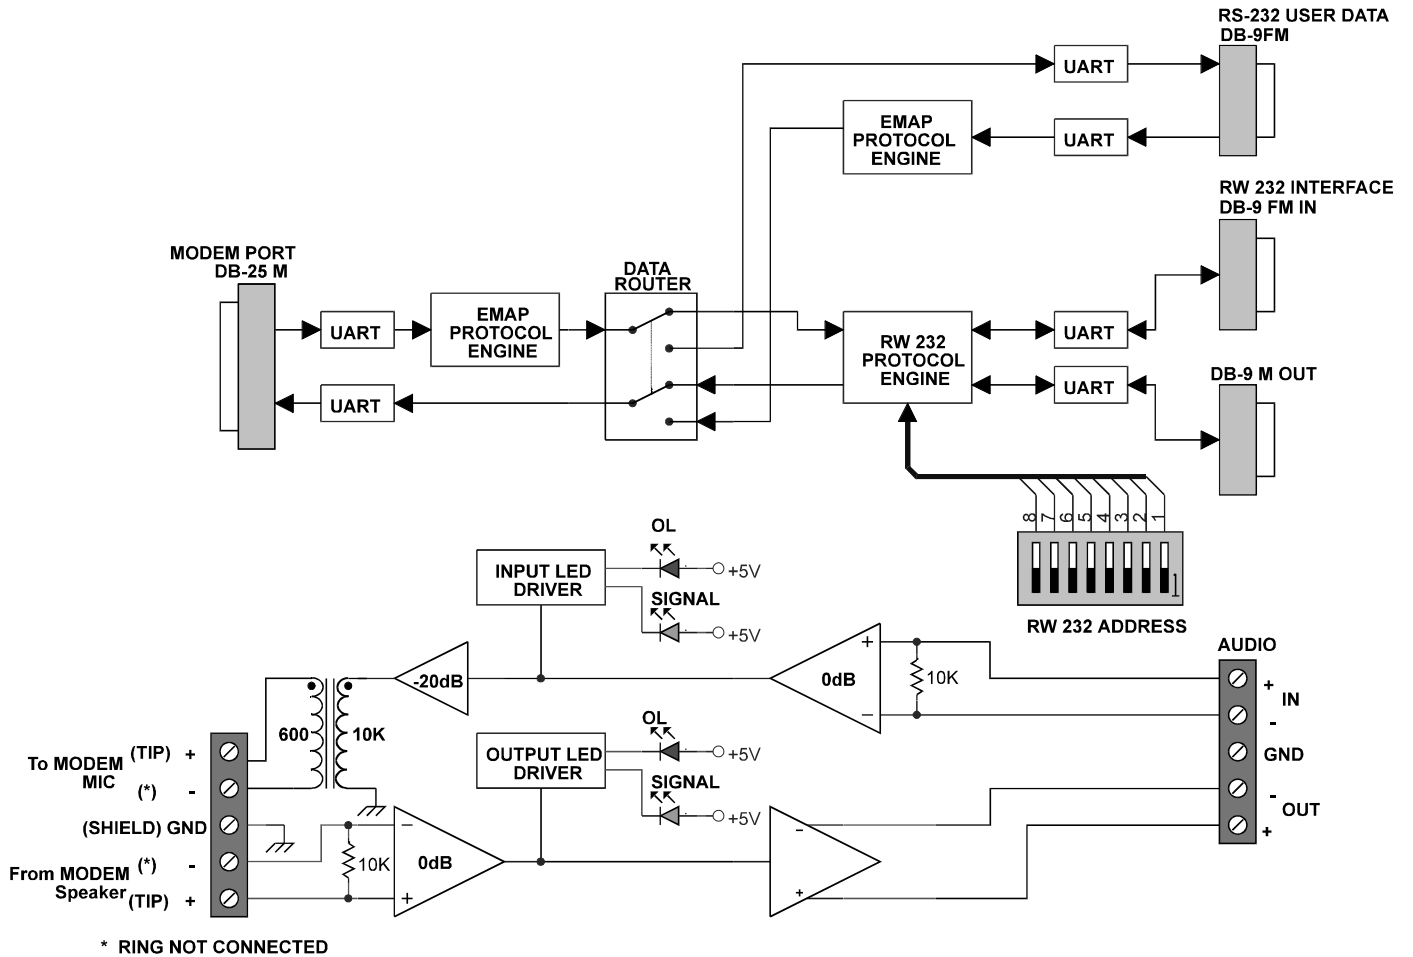 RS-232 USER DATA
DB-9FM
UART
EMAP
PROTOCOL
ENGINE
UART
RW 232 INTERFACE
DB-9 FM IN
MODEM PORT
DB-25 M
DATA
ROUTER
UART
EMAP
PROTOCOL
ENGINE
RW 232
PROTOCOL
ENGINE
UART
UART
UART
DB-9 M OUT
8 7 6 5 4 3 2 1
1
RW 232 ADDRESS
OL
INPUT LED
DRIVER
+5V
SIGNAL
+5V
AUDIO
-20dB
0dB
+
−
10K
+
IN
-
GND
-
OUT
+
600
10K
OL
OUTPUT LED
DRIVER
+5V
SIGNAL
+5V
To MODEM
MIC
(TIP) +
(*) -
(SHIELD) GND
From MODEM
Speaker
(*) -
(TIP) +
10K
−
0dB
+
-
+
* RING NOT CONNECTED